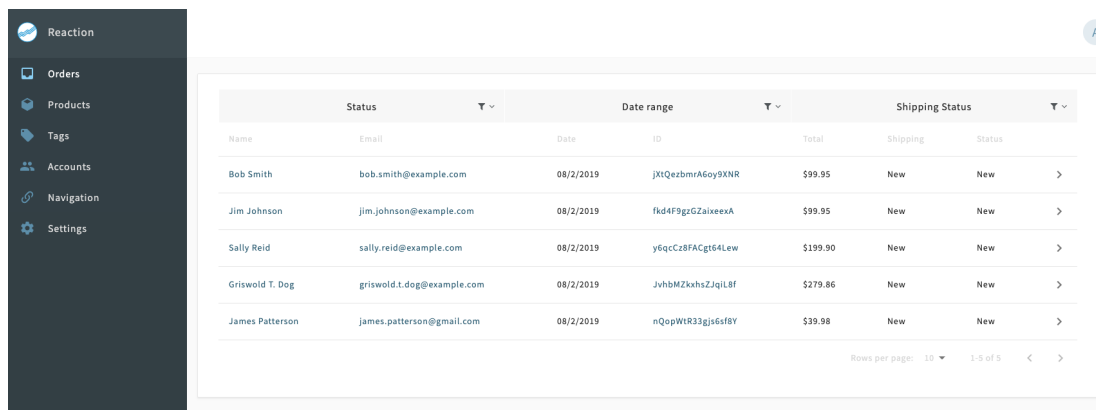 Reaction
A
Orders
Products
Tags
Accounts
Navigation
Settings
Status Date range Shipping Status
Name Email Date ID Total Shipping Status
Bob Smith bob.smith@example.com 08/2/2019 jXtQezbmrA6oy9XNR $99.95 New New
Jim Johnson jim.johnson@example.com 08/2/2019 fkd4F9gzGZaixeexA $99.95 New New
Sally Reid sally.reid@example.com 08/2/2019 y6qcCz8FACgt64Lew $199.90 New New
Griswold T. Dog griswold.t.dog@example.com 08/2/2019 JvhbMZkxhsZJqiL8f $279.86 New New
James Patterson james.patterson@gmail.com 08/2/2019 nQopWtR33gjs6sf8Y $39.98 New New
Rows per page: 10 1-5 of 5